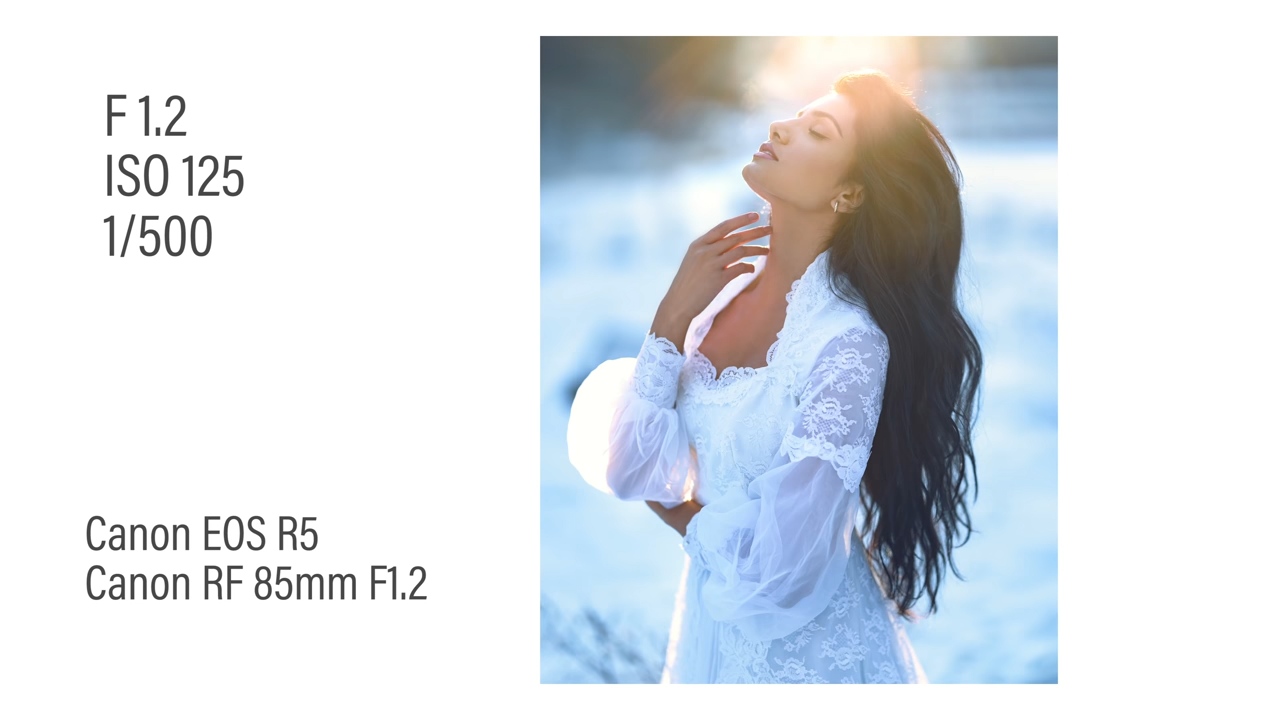 F 1.2
ISO 125
1/500
Canon EOS R5
Canon RF 85mm F1.2